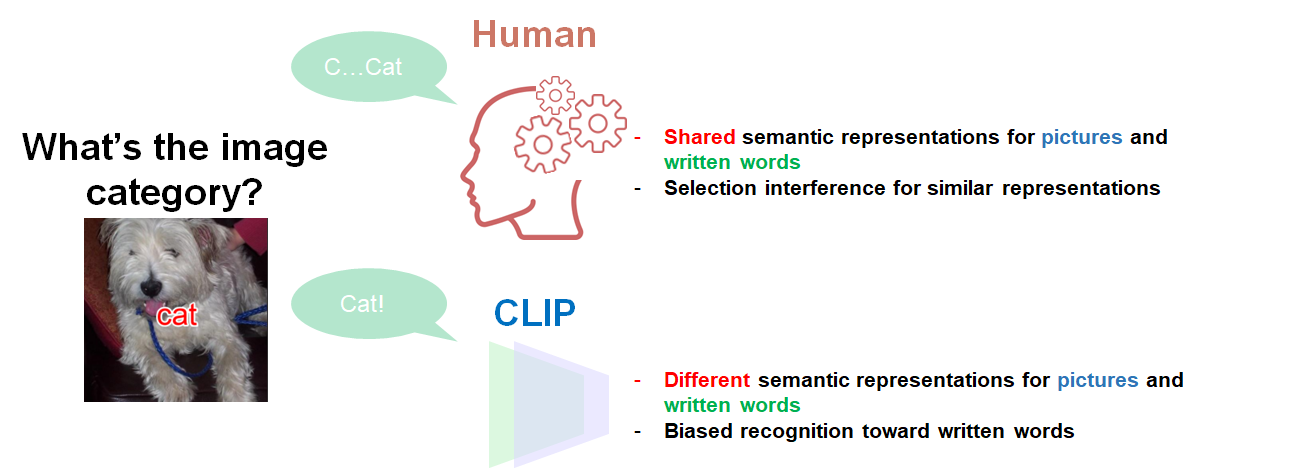 Human
C…Cat
What's the image
category?
- Shared semantic representations for pictures and
written words
- Selection interference for similar representations
cat
Cat!
CLIP
- Different semantic representations for pictures and
written words
- Biased recognition toward written words